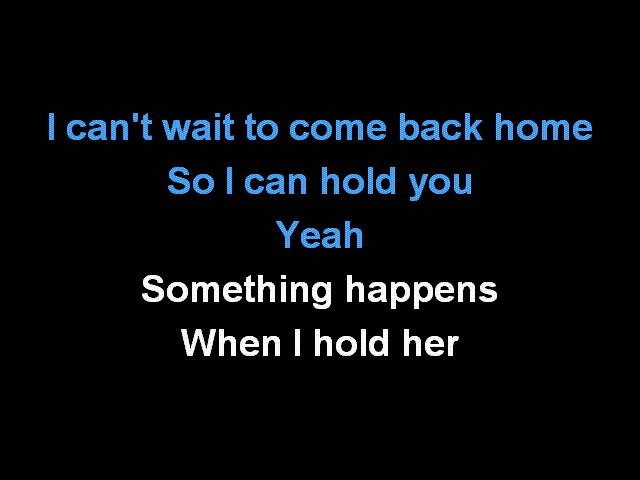 I can't wait to come back home
So I can hold you
Yeah
Something happens
When I hold her